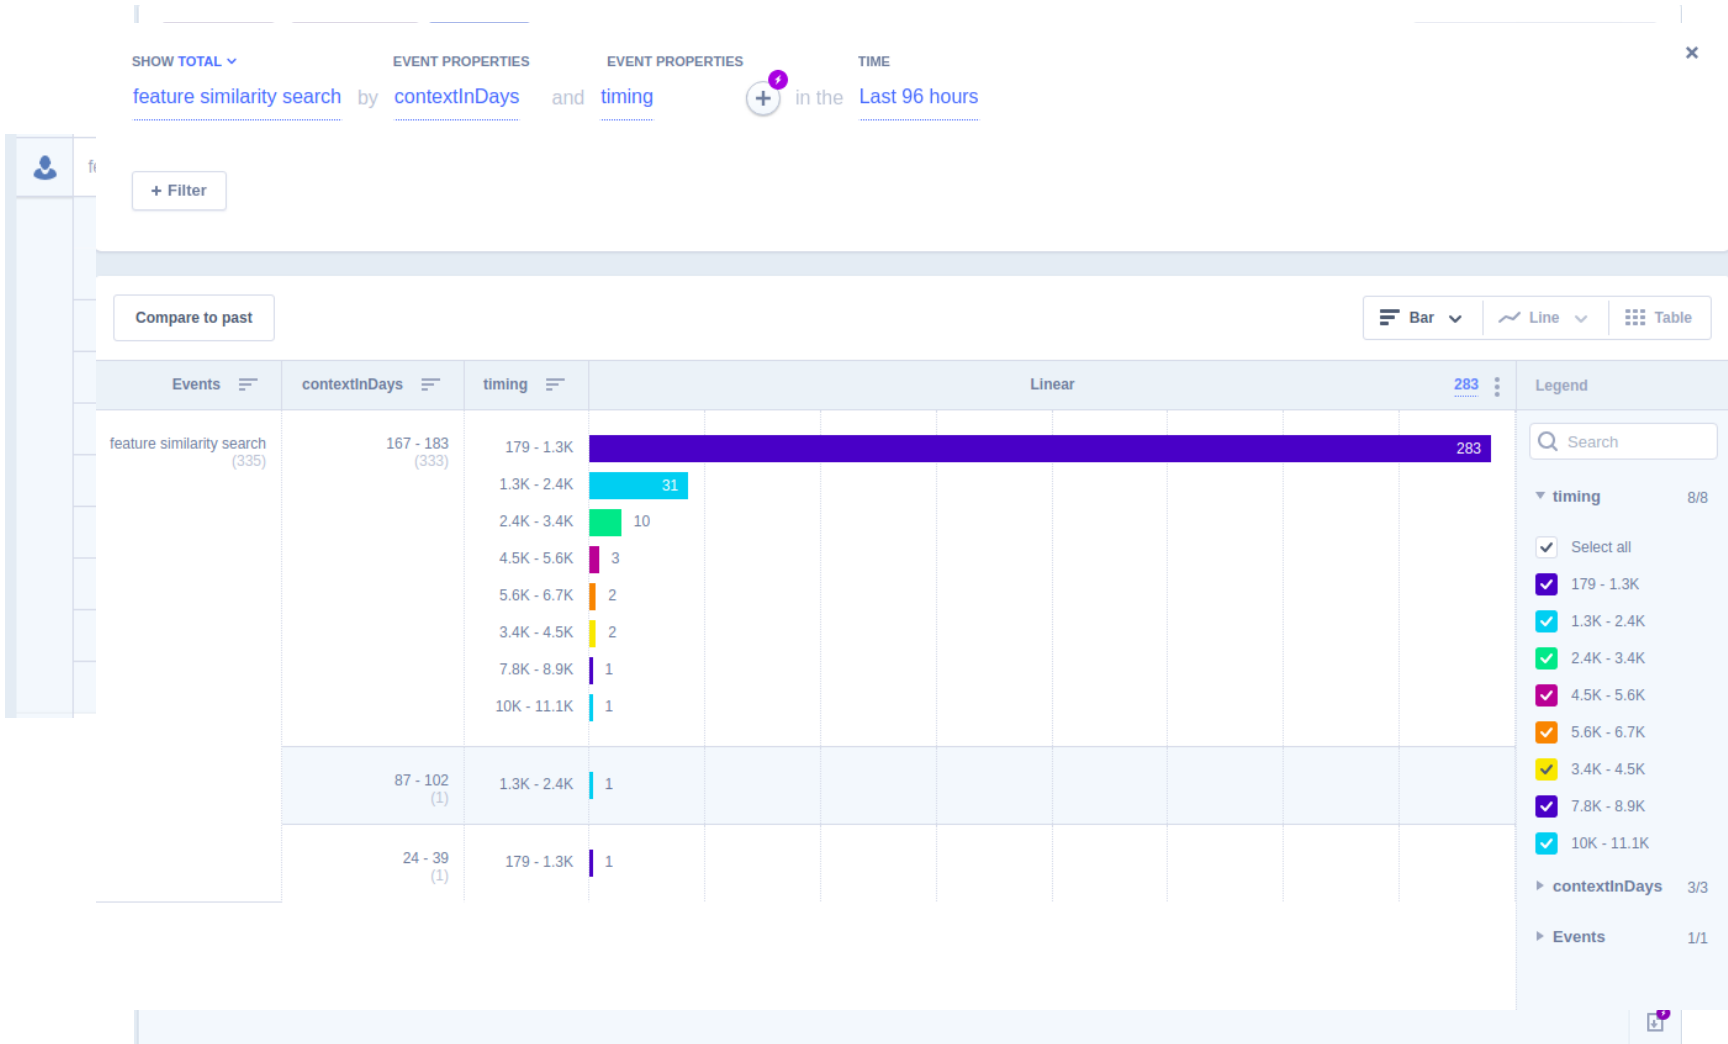 SHOW TOTAL EVENT PROPERTIES EVENT PROPERTIES TIME
feature similarity search by contextInDays and timing in the Last 96 hours
+ Filter
Compare to past
Bar Line Table
Events contextInDays timing Linear 283 Legend
feature similarity search
(335)
167 - 183
(333)
179 - 1.3K 283
1.3K - 2.4K 31
2.4K - 3.4K 10
4.5K - 5.6K 3
5.6K - 6.7K 2
3.4K - 4.5K 2
7.8K - 8.9K 1
10K - 11.1K 1
87 - 102
(1)
1.3K - 2.4K 1
24 - 39
(1)
179 - 1.3K 1
Search
timing 8/8
Select all
179 - 1.3K
1.3K - 2.4K
2.4K - 3.4K
4.5K - 5.6K
5.6K - 6.7K
3.4K - 4.5K
7.8K - 8.9K
10K - 11.1K
contextInDays 3/3
Events 1/1